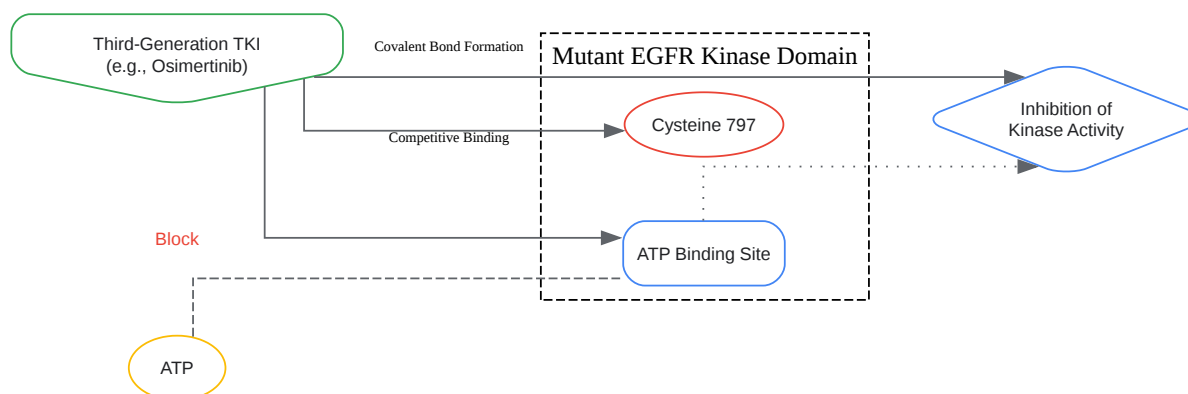 Third-Generation TKI
(e.g., Osimertinib)
Covalent Bond Formation
Mutant EGFR Kinase Domain
Cysteine 797
Inhibition of
Kinase Activity
Competitive Binding
Block
ATP Binding Site
ATP